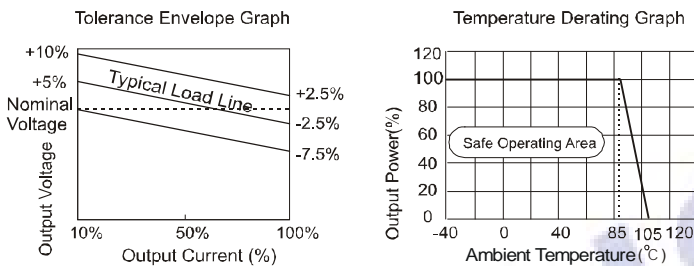 Tolerance Envelope Graph
+10%
+5%
Nominal
Voltage
Output Voltage
Typical Load Line
+2.5%
-2.5%
-7.5%
10%
50%
100%
Output Current (%)
Temperature Derating Graph
120
100
80
60
40
20
0
Output Power(%)
Safe Operating Area
-40
0
40
85
105
120
Ambient Temperature(℃)